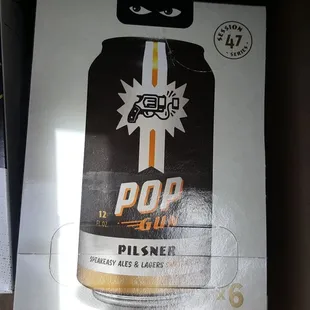 SESSION
47
SERIES
POP
GUN
12
FL OZ
PILSNER
SPEAKEASY ALES & LAGERS
x6